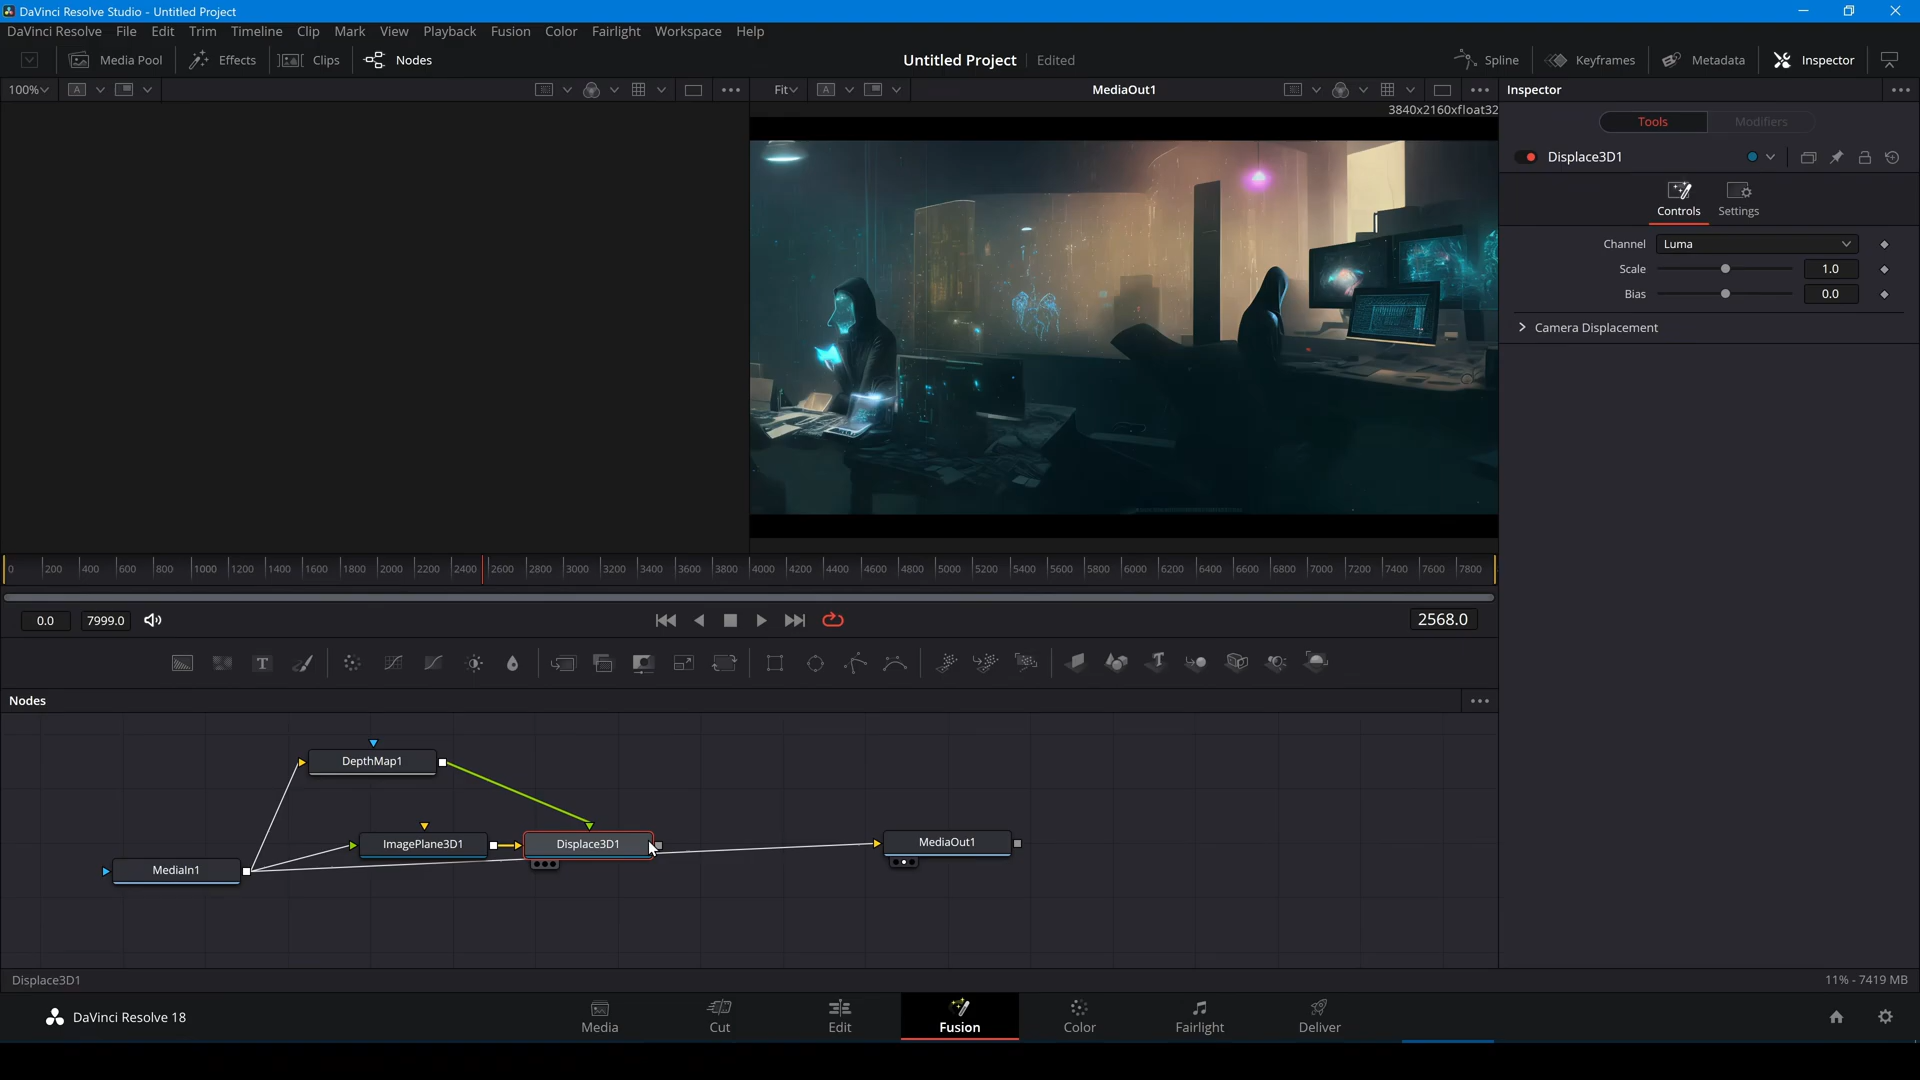 DaVinci Resolve Studio - Untitled Project
DaVinci Resolve File Edit Trim Timeline Clip Mark View Playback Fusion Color Fairlight Workspace Help
Media Pool Effects Clips Nodes Untitled Project Edited Spline Keyframes Metadata Inspector
100% A Fit A MediaOut1 Inspector
3840x2160xfloat32
Tools Modifiers
Displace3D1
Controls Settings
Channel Luma
Scale 1.0
Bias 0.0
Camera Displacement
0 200 400 600 800 1000 1200 1400 1600 1800 2000 2200 2400 2600 2800 3000 3200 3400 3600 3800 4000 4200 4400 4600 4800 5000 5200 5400 5600 5800 6000 6200 6400 6600 6800 7000 7200 7400 7600 7800
0.0 7999.0 2568.0
T T
Nodes
DepthMap1
ImagePlane3D1 Displace3D1 MediaOut1
MediaIn1
Displace3D1 11% - 7419 MB
DaVinci Resolve 18 Media Cut Edit Fusion Color Fairlight Deliver